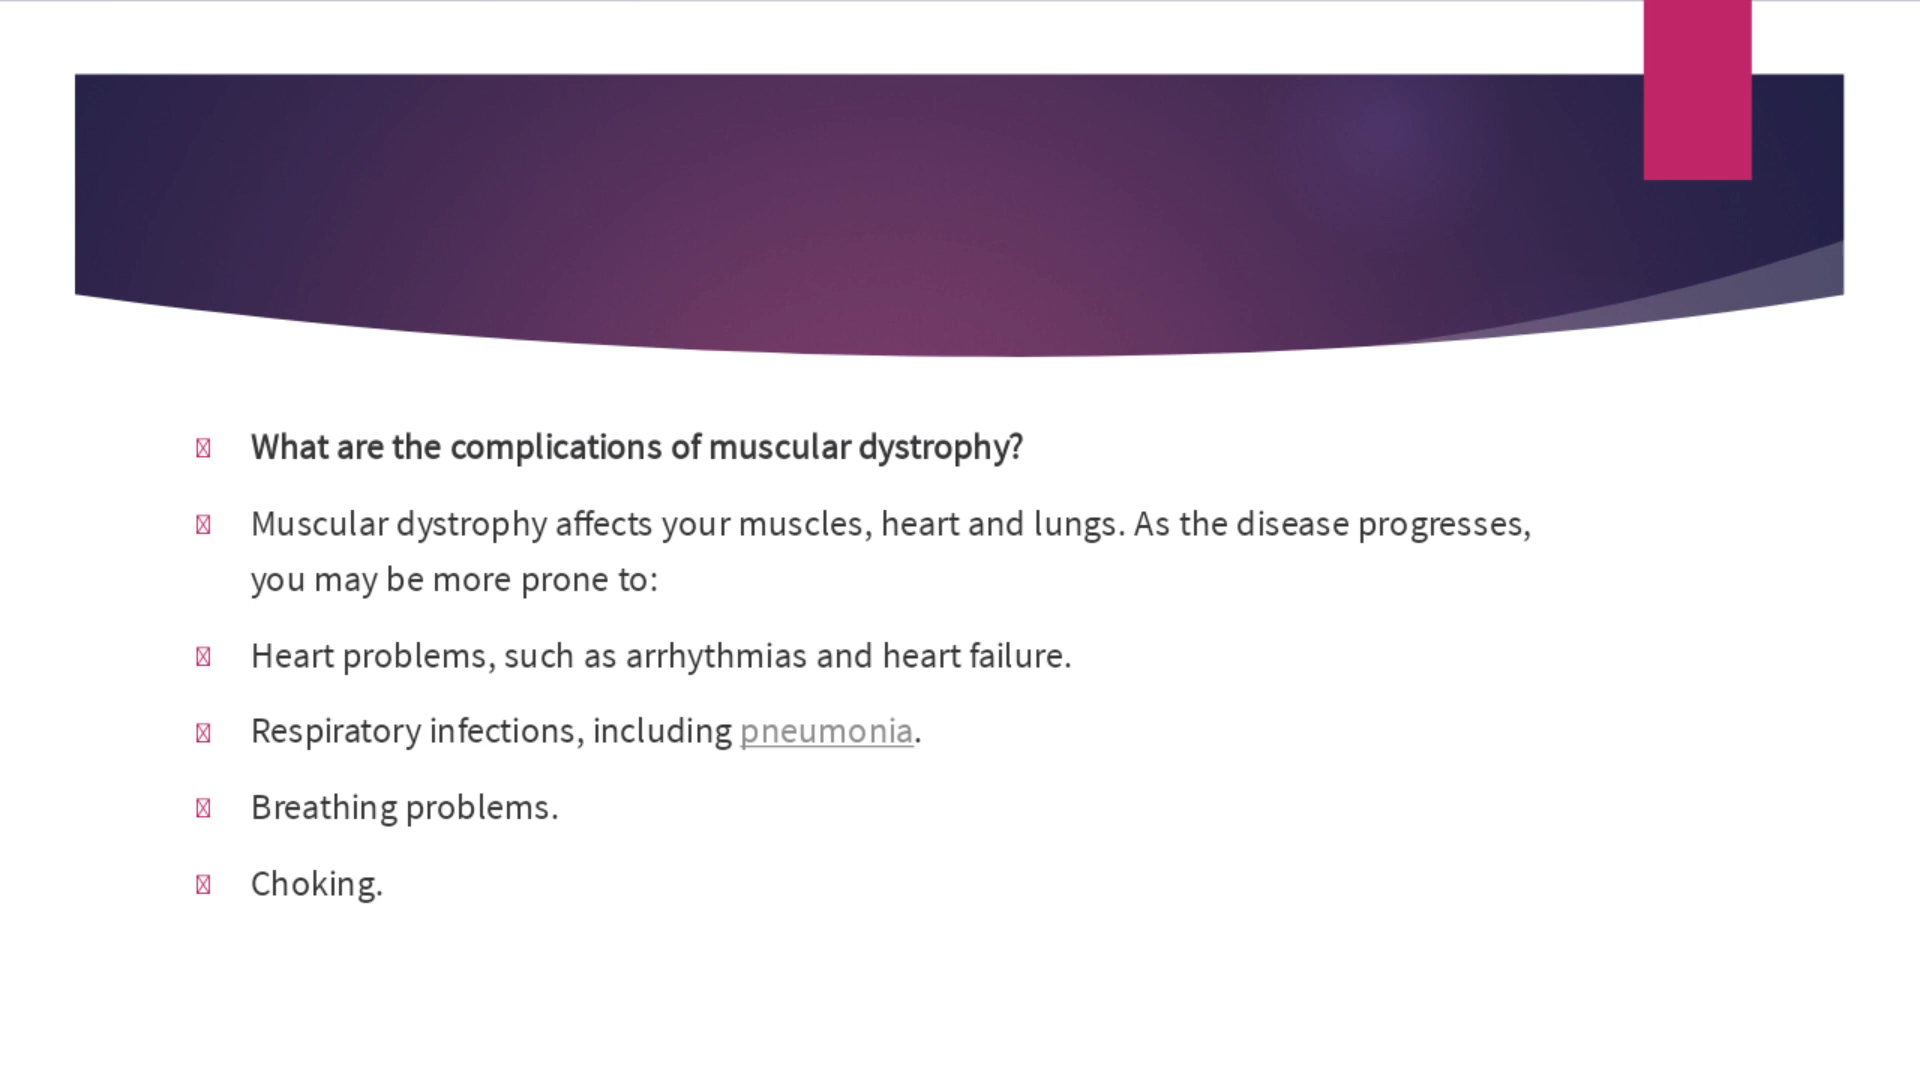 What are the complications of muscular dystrophy?
Muscular dystrophy affects your muscles, heart and lungs. As the disease progresses,
you may be more prone to:
Heart problems, such as arrhythmias and heart failure.
Respiratory infections, including pneumonia.
Breathing problems.
Choking.